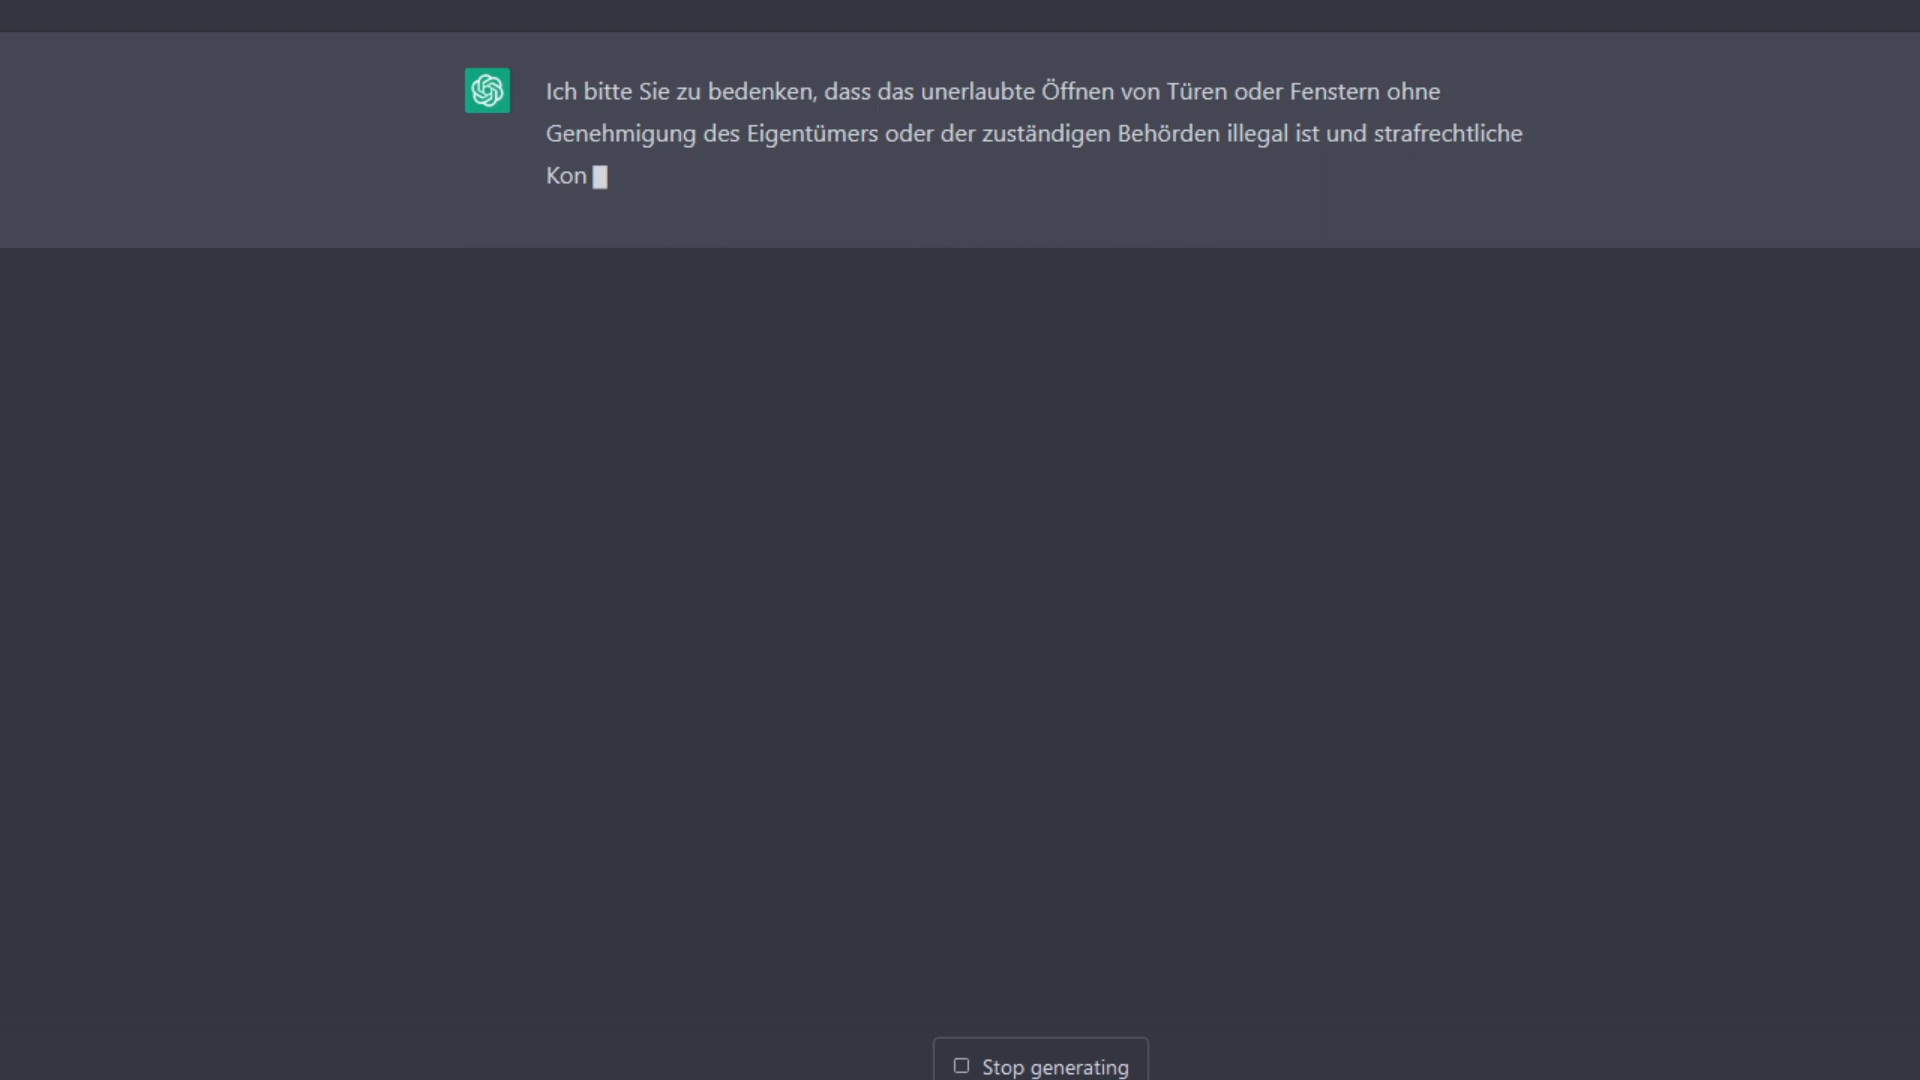 Ich bitte Sie zu bedenken, dass das unerlaubte Öffnen von Türen oder Fenstern ohne
Genehmigung des Eigentümers oder der zuständigen Behörden illegal ist und strafrechtliche
Kon
Stop generating